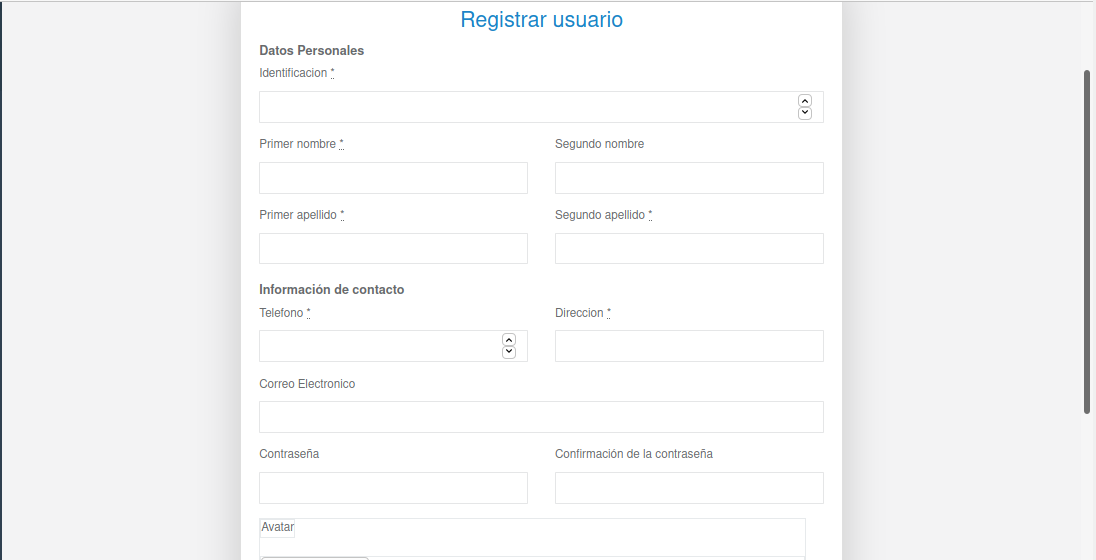 Registrar usuario
Datos Personales
Identificacion *
Primer nombre * Segundo nombre
Primer apellido * Segundo apellido *
Información de contacto
Telefono * Direccion *
Correo Electronico
Contraseña Confirmación de la contraseña
Avatar